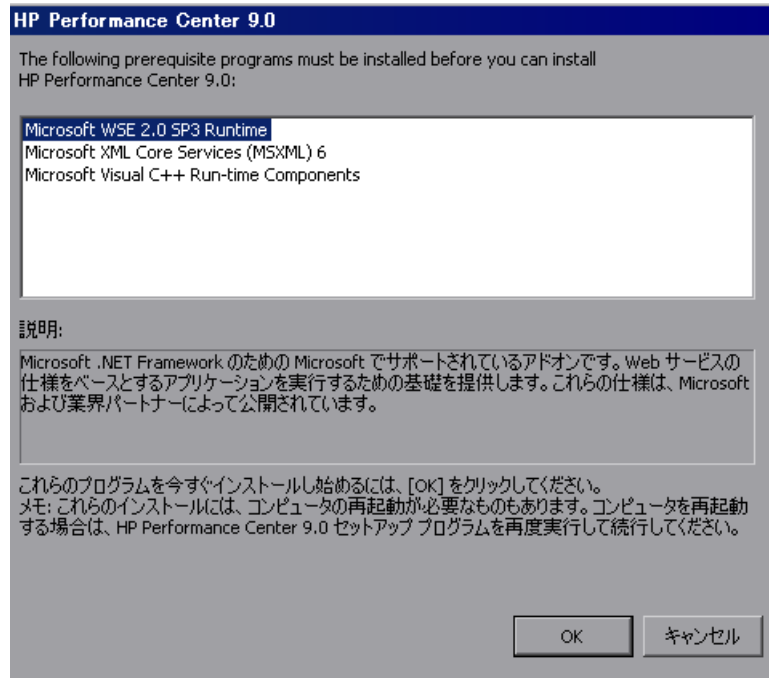 HP Performance Center 9.0
The following prerequisite programs must be installed before you can install
HP Performance Center 9.0:
Microsoft WSE 2.0 SP3 Runtime
Microsoft XML Core Services (MSXML) 6
Microsoft Visual C++ Run-time Components
説明:
Microsoft .NET Framework のための Microsoft でサポートされているアドオンです。Web サービスの
仕様をベースとするアプリケーションを実行するための基礎を提供します。これらの仕様は、Microsoft
および業界パートナーによって公開されています。
これらのプログラムを今すぐインストールし始めるには、[OK] をクリックしてください。
メモ: これらのインストールには、コンピュータの再起動が必要なものもあります。コンピュータを再起動
する場合は、HP Performance Center 9.0 セットアップ プログラムを再度実行して続行してください。
OK
キャンセル